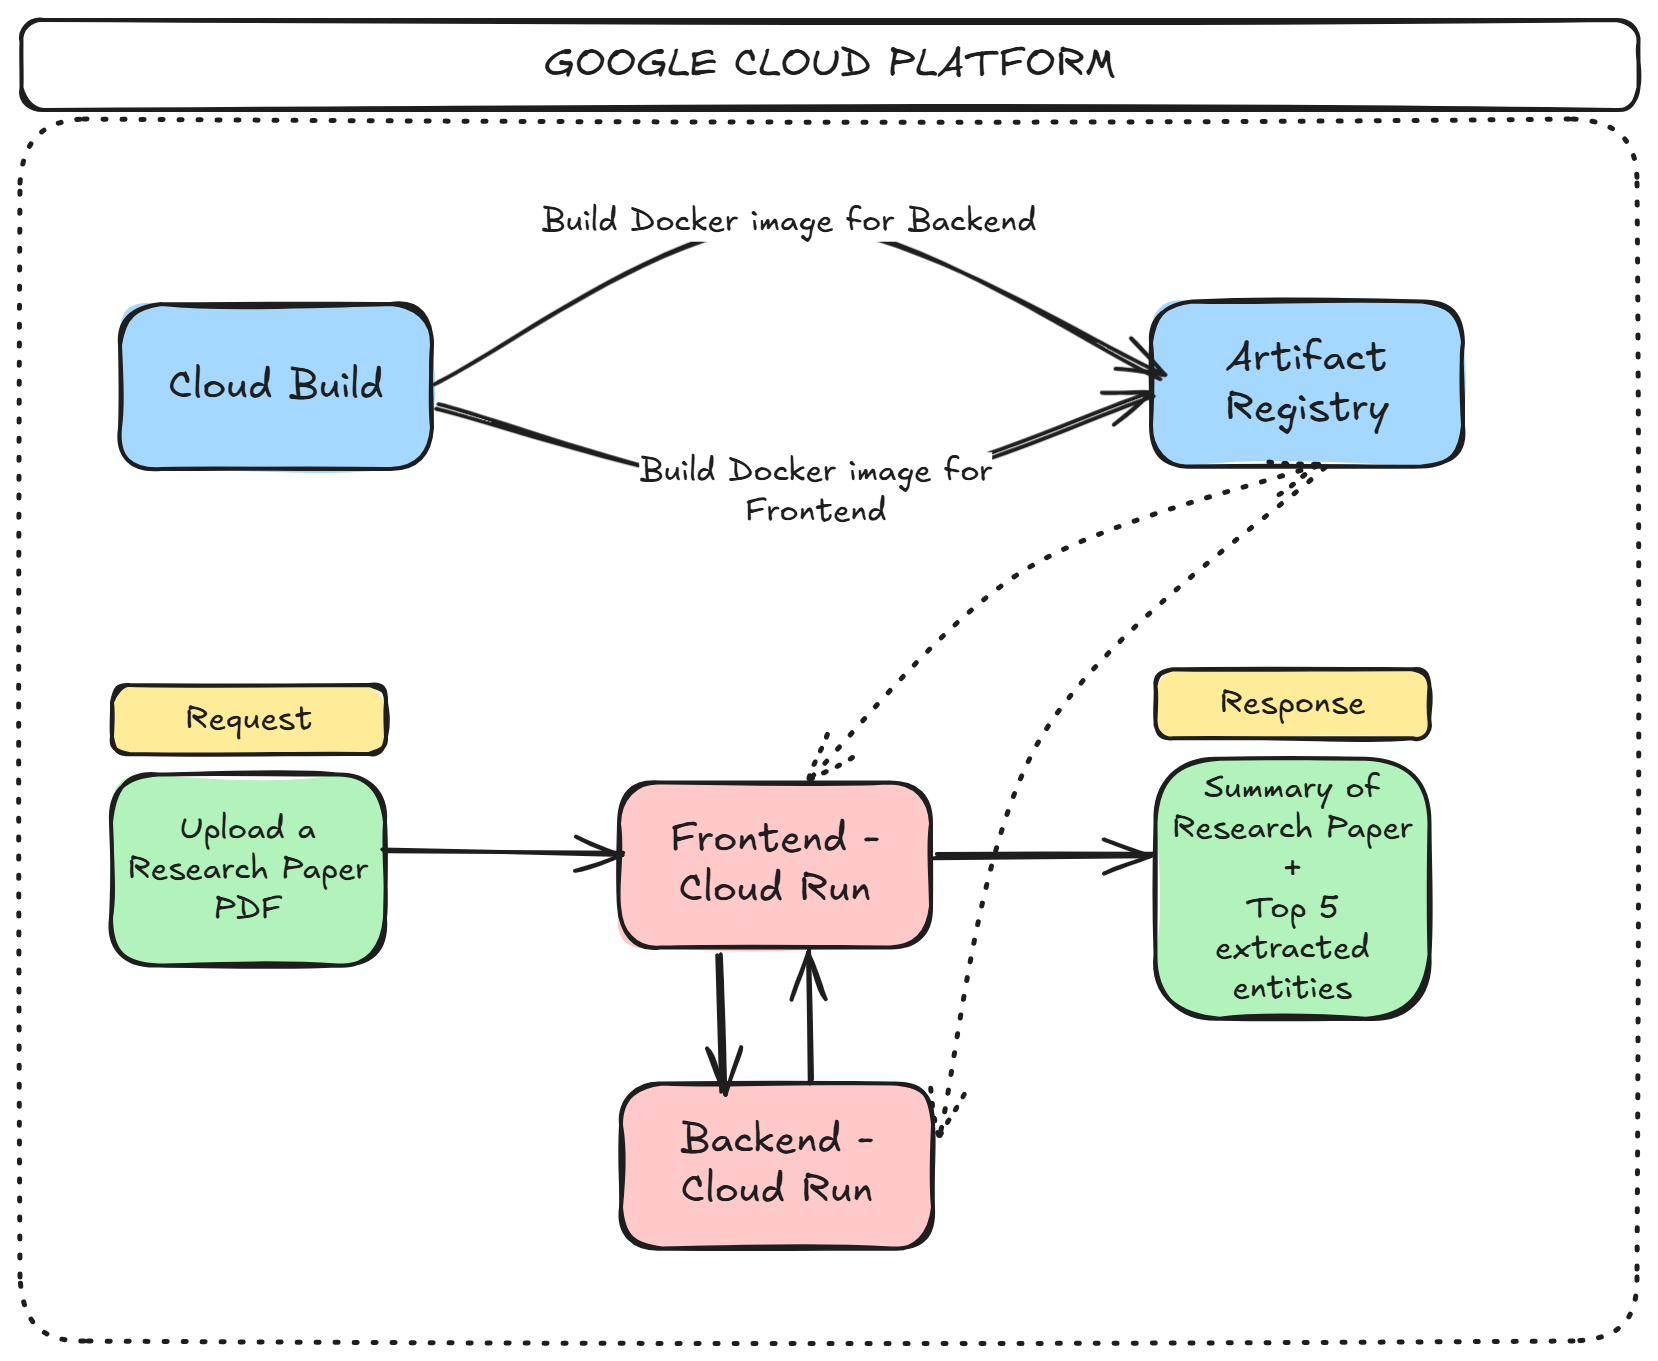 GOOGLE CLOUD PLATFORM
Build Docker image for Backend
Cloud Build
Artifact
Registry
Build Docker image for
Frontend
Request
Response
Upload a
Research Paper
PDF
Frontend -
Cloud Run
Summary of
Research Paper
+
Top 5
extracted
entities
Backend -
Cloud Run